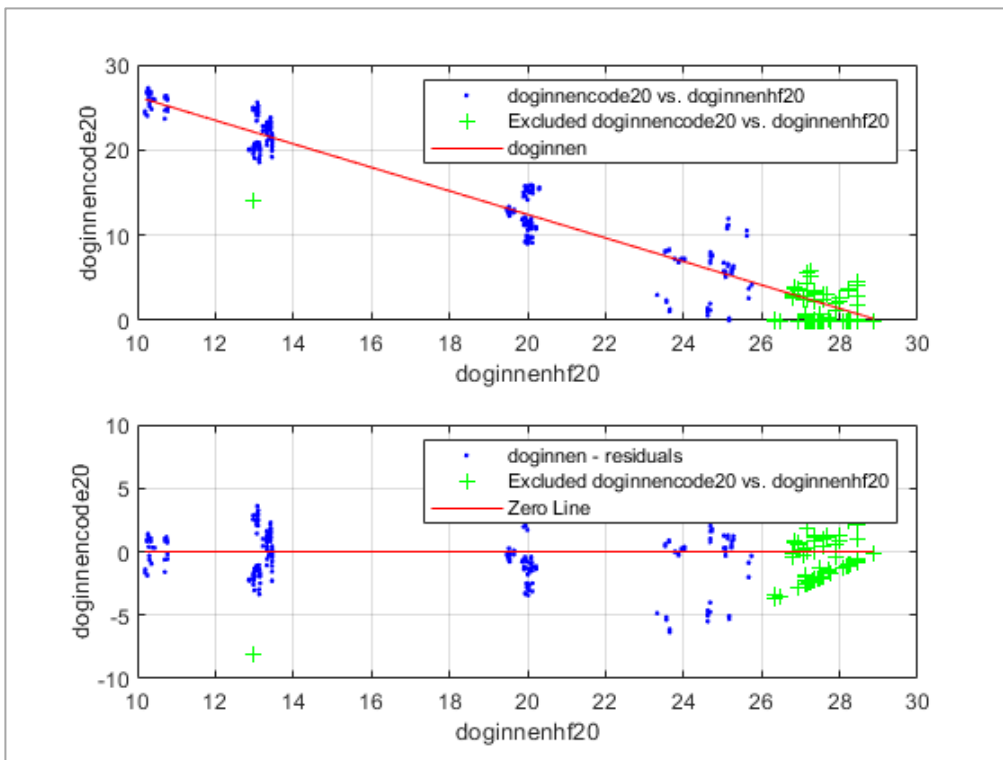 30
20
10
0
doginnencode20
doginnencode20 vs. doginnenhf20
Excluded doginnencode20 vs. doginnenhf20
doginnen
10 12 14 16 18 20 22 24 26 28 30
doginnenhf20
10
5
0
-5
-10
doginnencode20
doginnen - residuals
Excluded doginnencode20 vs. doginnenhf20
Zero Line
10 12 14 16 18 20 22 24 26 28 30
doginnenhf20